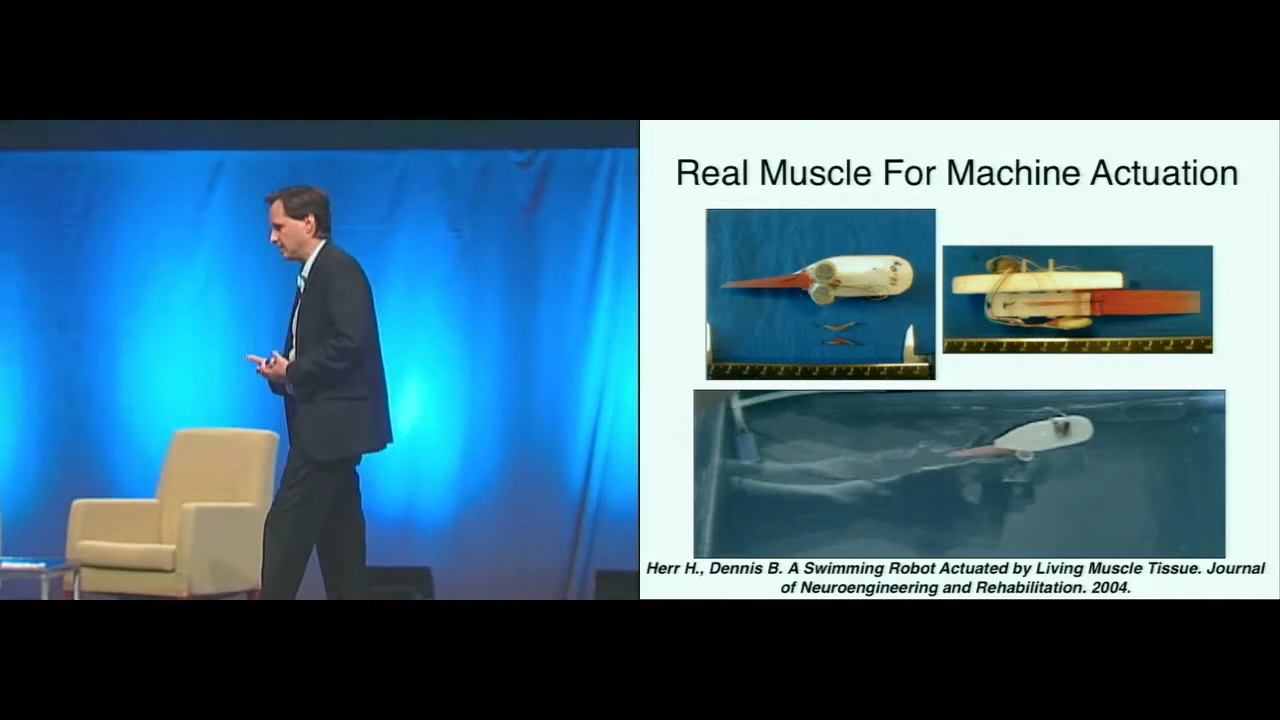 Real Muscle For Machine Actuation
Herr H., Dennis B. A Swimming Robot Actuated by Living Muscle Tissue. Journal
of Neuroengineering and Rehabilitation. 2004.